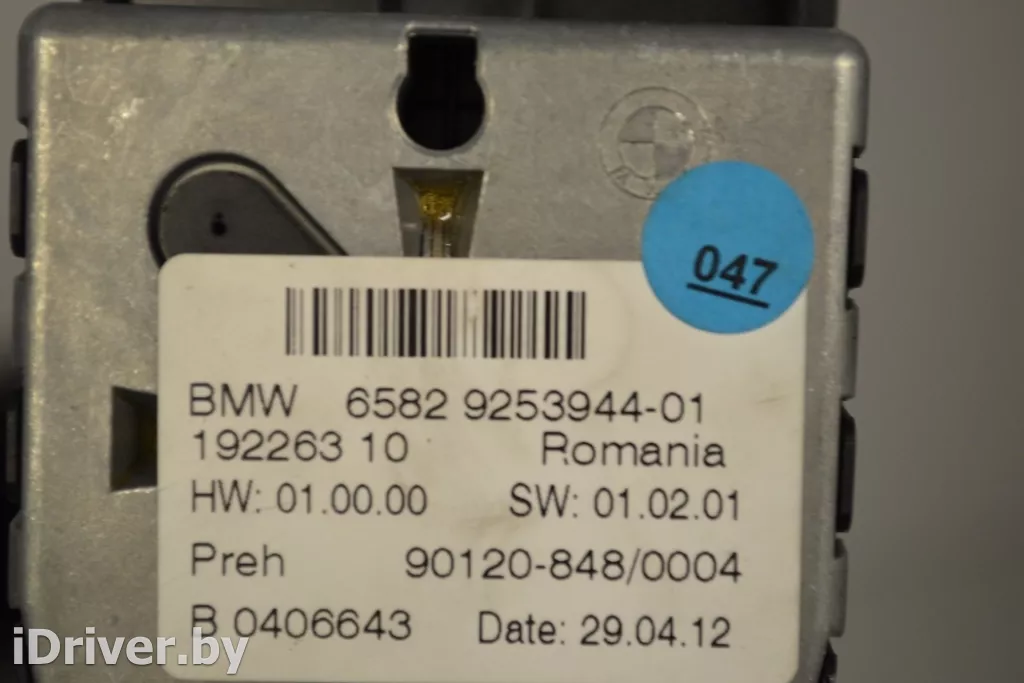 047
BMW 6582 9253944-01
192263 10 Romania
HW: 01.00.00 SW: 01.02.01
Preh 90120-848/0004
B 0406643 Date: 29.04.12
iDriver.by